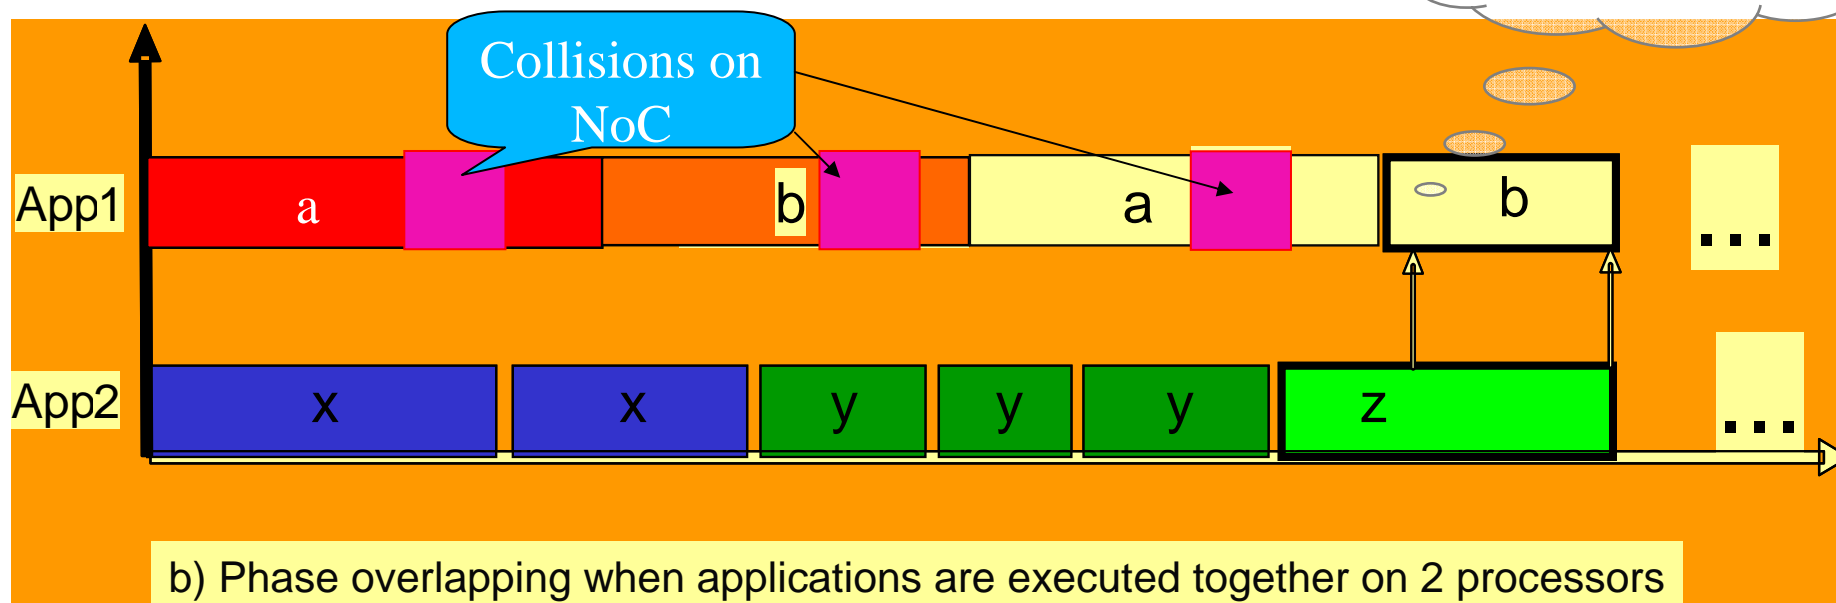 Collisions on
NoC
App1
a
b
a
b
...
App2
x
x
y
y
y
z
...
b) Phase overlapping when applications are executed together on 2 processors